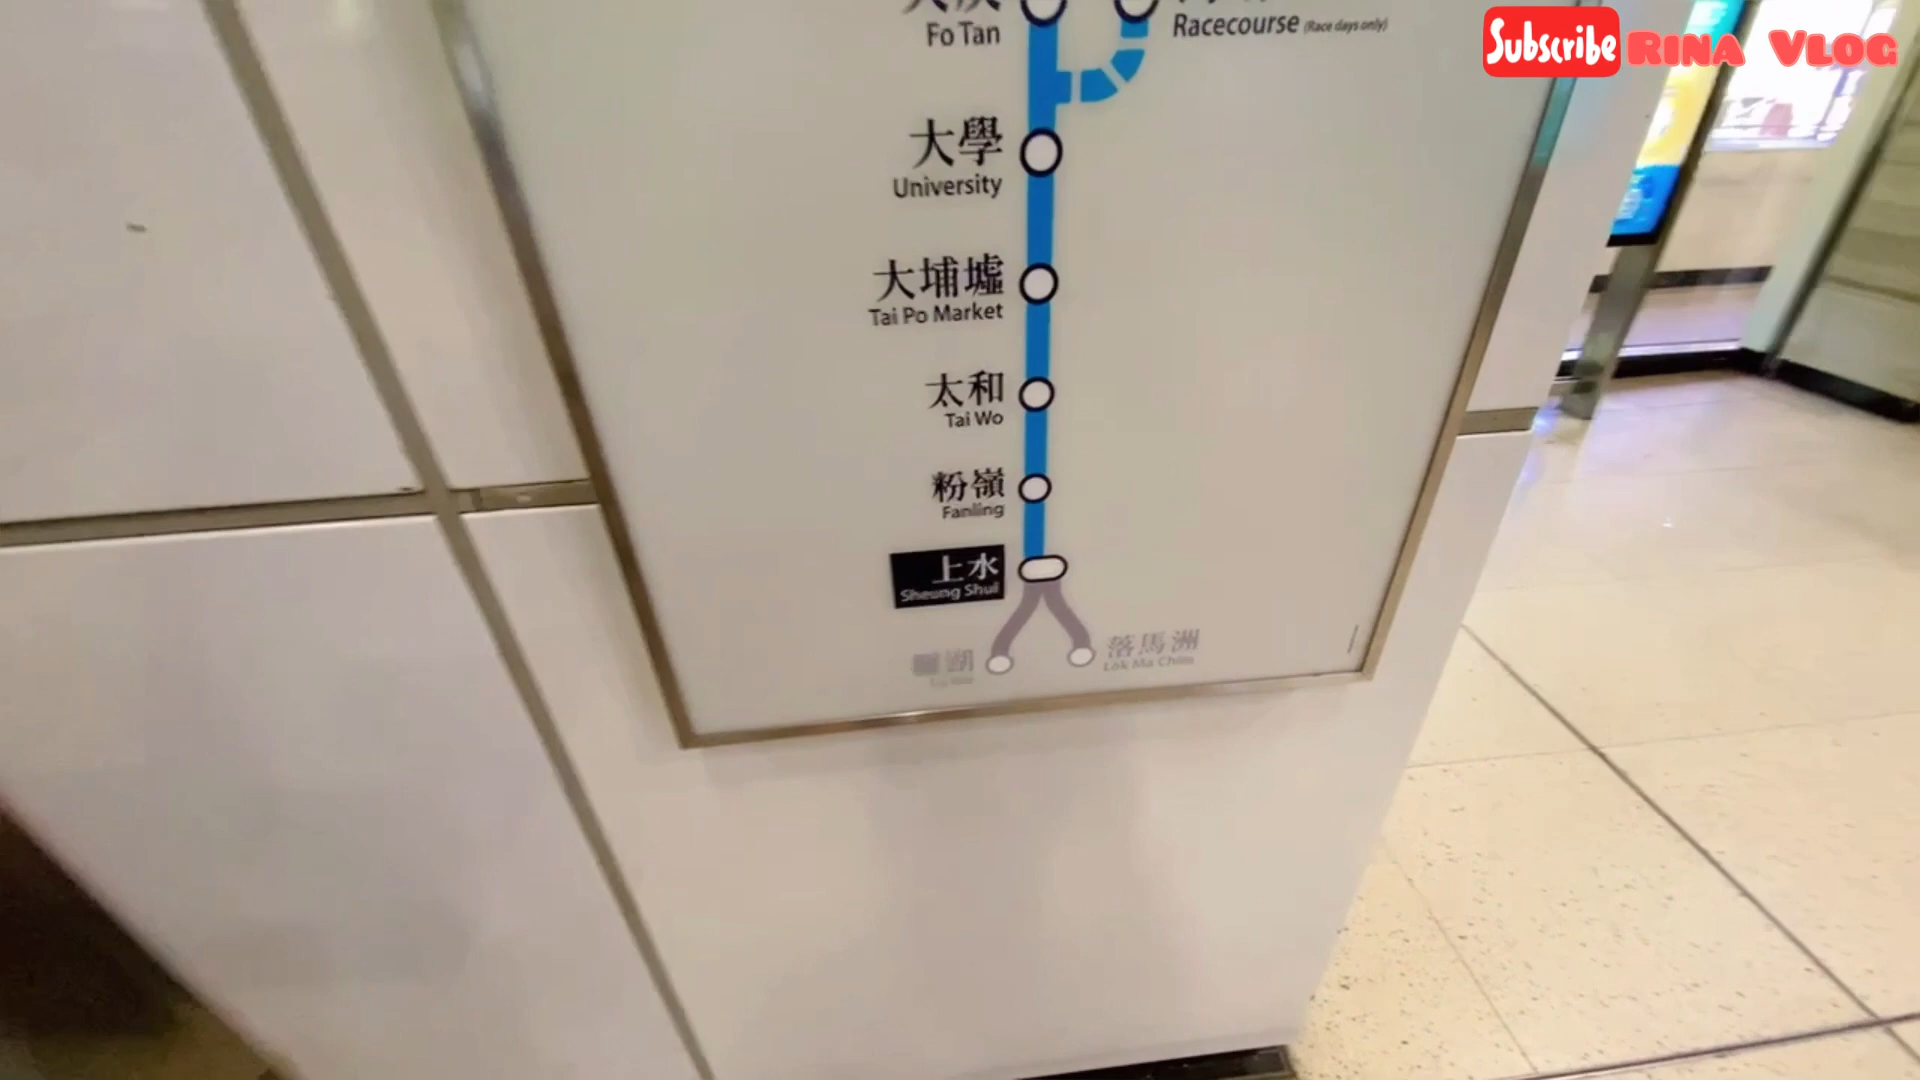 Subscribe RINA VLOG
Fo Tan
Racecourse (Race days only)
大學
University
大埔墟
Tai Po Market
太和
Tai Wo
粉嶺
Fanling
上水
Sheung Shui
湖
落馬洲
Lok Ma Chau